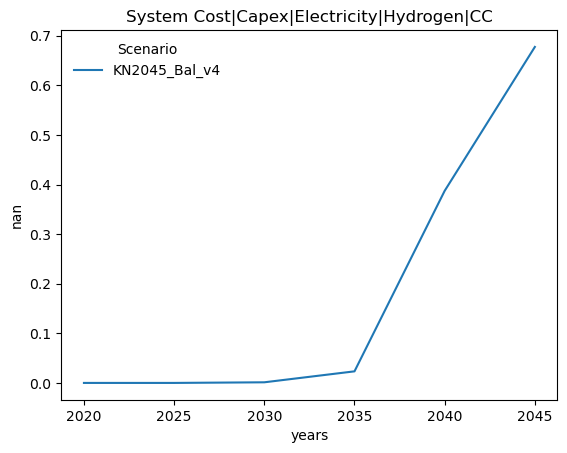 System Cost|Capex|Electricity|Hydrogen|CC
Scenario
KN2045_Bal_v4
0.7
0.6
0.5
0.4
0.3
0.2
0.1
0.0
nan
2020 2025 2030 2035 2040 2045
years